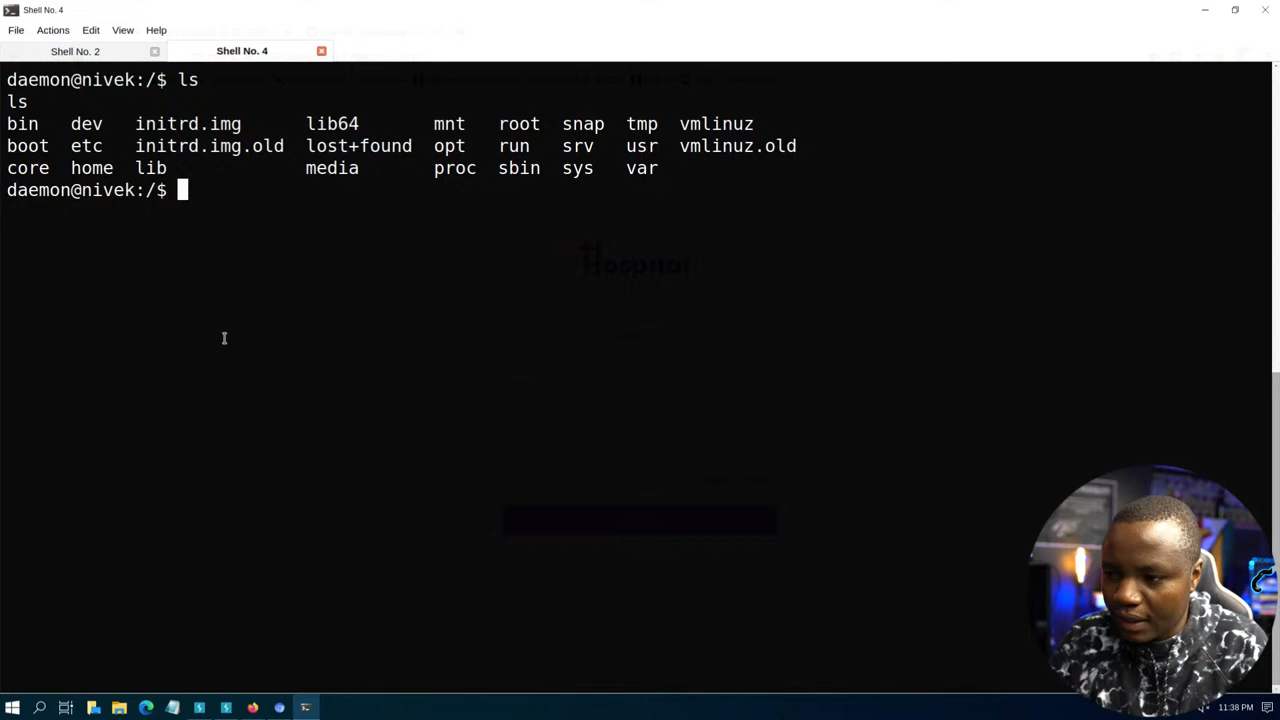 Shell No. 4
File Actions Edit View Help
Shell No. 2 Shell No. 4
daemon@nivek:/$ ls
ls
bin dev initrd.img lib64 mnt root snap tmp vmlinuz
boot etc initrd.img.old lost+found opt run srv usr vmlinuz.old
core home lib media proc sbin sys var
daemon@nivek:/$
Hospital
11:38 PM